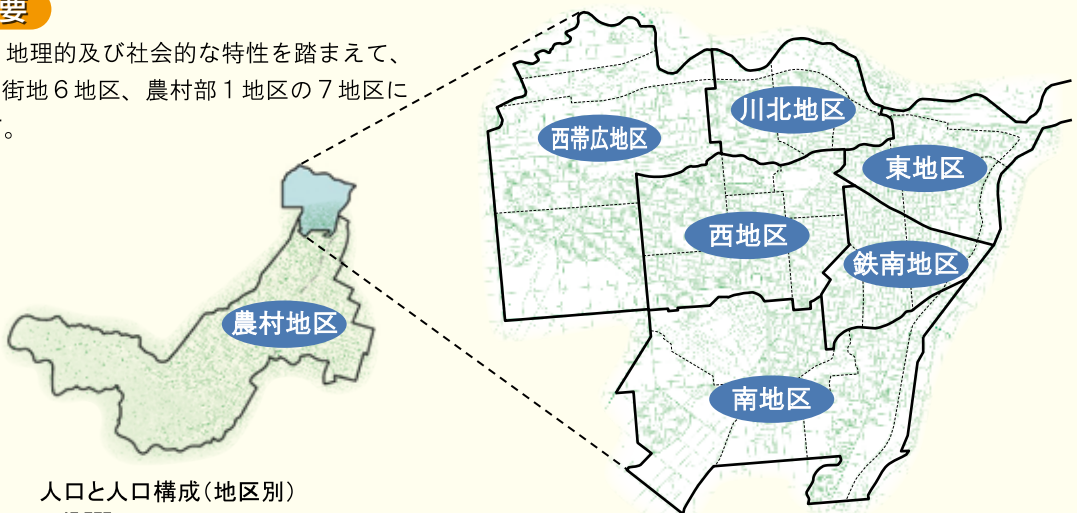 要
地理的及び社会的な特性を踏まえて、
街地6地区、農村部1地区の7地区に
。
西帯広地区
川北地区
東地区
西地区
鉄南地区
農村地区
南地区
人口と人口構成(地区別)